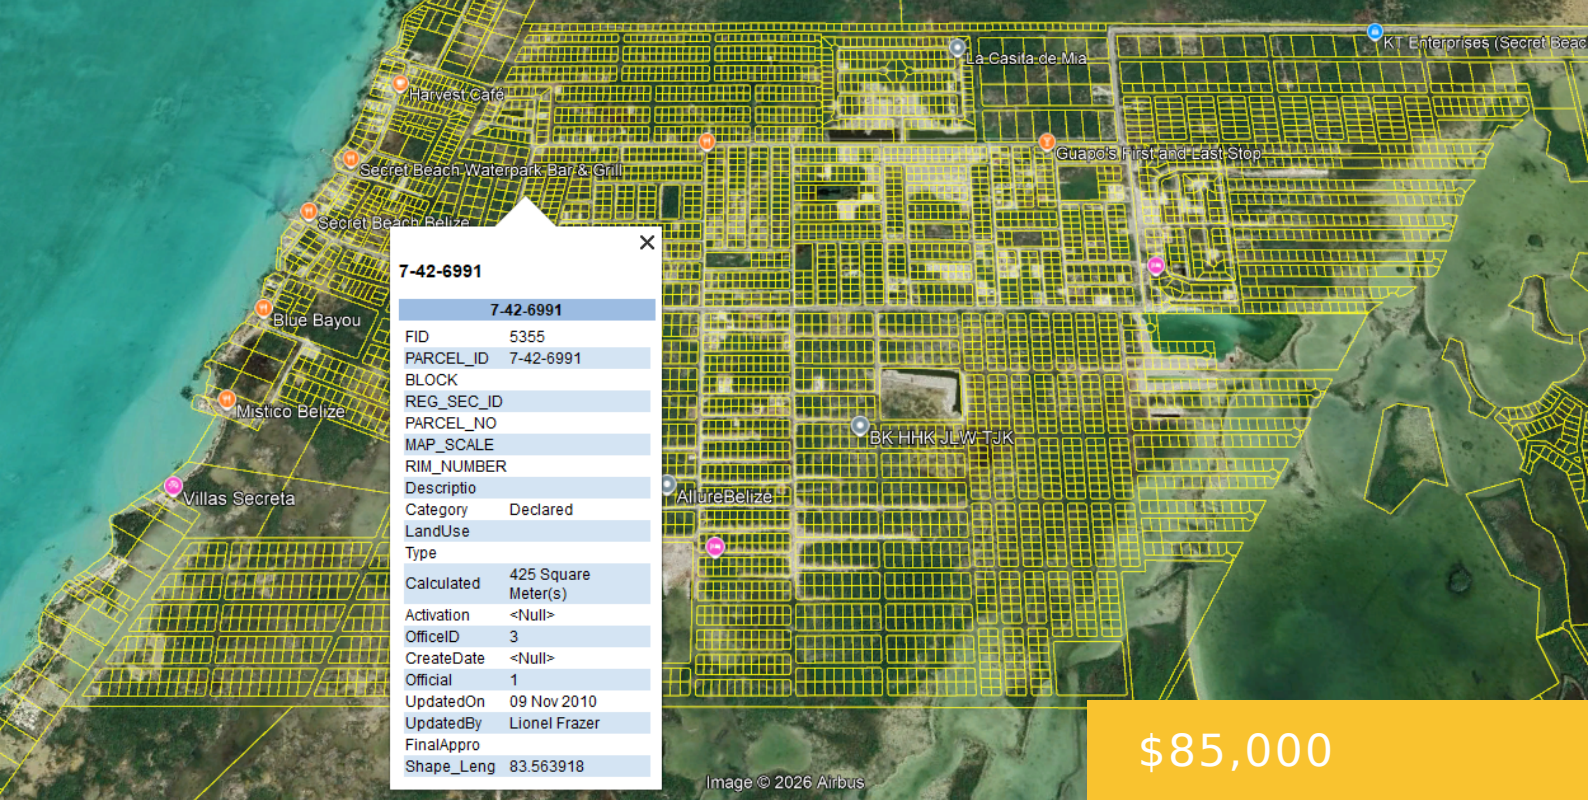 KT Enterprises (Secret Beac
La Casita de Mia
Harvest Café
Guapo's First and Last Stop
Secret Beach Waterpark Bar & Grill
Secret Beach Belize
7-42-6991
7-42-6991
FID 5355
PARCEL_ID 7-42-6991
BLOCK
REG_SEC_ID
PARCEL_NO
MAP_SCALE
RIM_NUMBER
Descriptio
Category Declared
LandUse
Type
Calculated 425 Square
Meter(s)
Activation <Null>
OfficeID 3
CreateDate <Null>
Official 1
UpdatedOn 09 Nov 2010
UpdatedBy Lionel Frazer
FinalAppro
Shape_Leng 83.563918
Blue Bayou
Mistico Belize
BK HHK JLW TJK
Villas Secreta
AllureBelize
Image © 2026 Airbus
$85,000